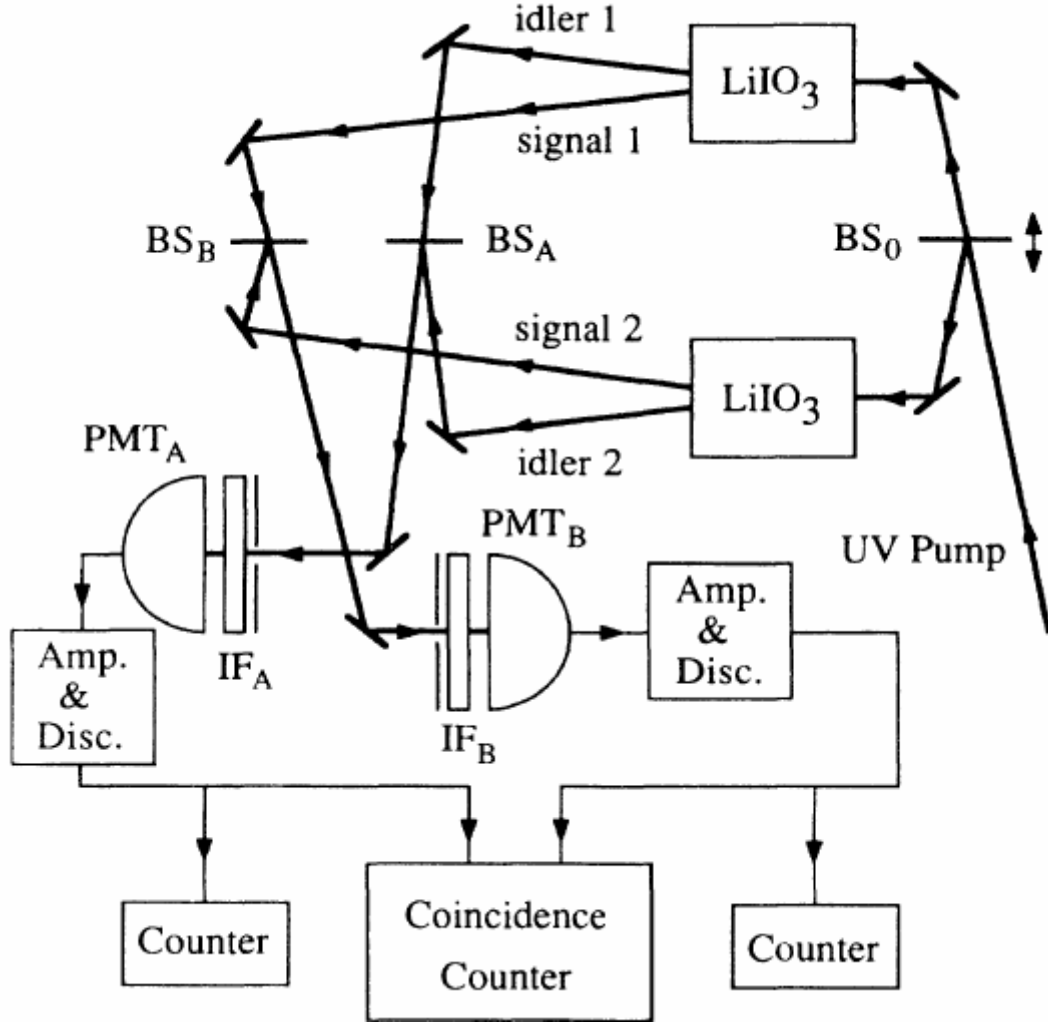 idler 1
LiIO3
signal 1
BSB
BSA
BS0
signal 2
LiIO3
idler 2
PMTA
PMTB
UV Pump
IFA
Amp.
&
Disc.
Amp.
&
Disc.
IFB
Counter
Coincidence
Counter
Counter